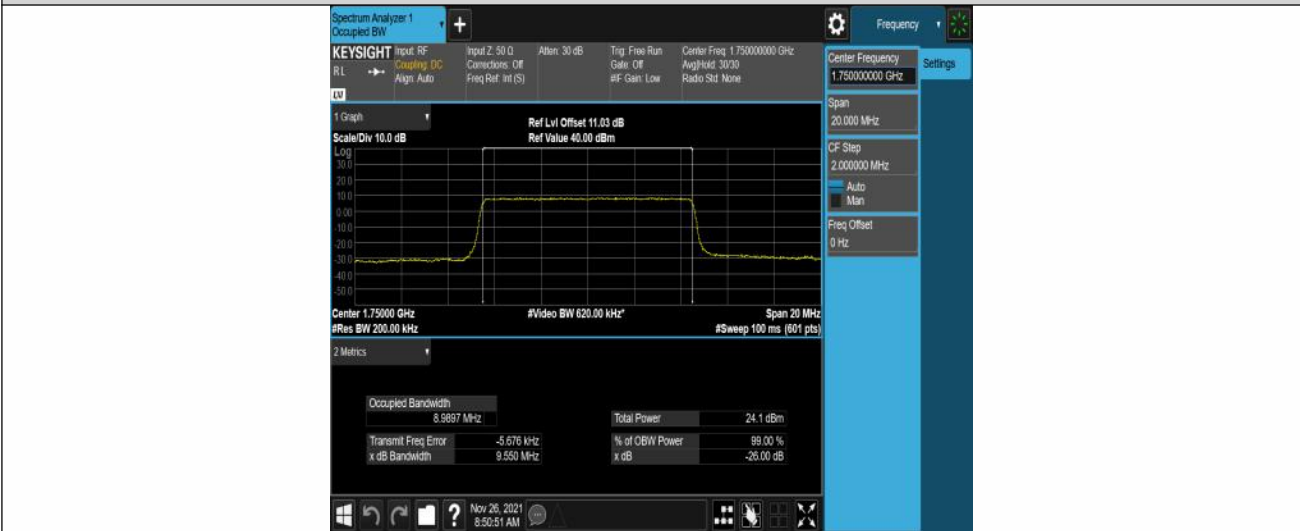 Spectrum Analyzer 1
Occupied BW
+
Frequency
KEYSIGHT
RL
LV
Input: RF
Coupling: DC
Align: Auto
Input Z: 50 Ω
Corrections: Off
Freq Ref: Int (S)
Atten: 30 dB
Trig: Free Run
Gate: Off
#IF Gain: Low
Center Freq: 1.750000000 GHz
Avg|Hold: 30/30
Radio Std: None
1 Graph
Scale/Div 10.0 dB
Ref Lvl Offset 11.03 dB
Ref Value 40.00 dBm
Log
30.0
20.0
10.0
0.00
-10.0
-20.0
-30.0
-40.0
-50.0
Center 1.75000 GHz
#Video BW 620.00 kHz*
Span 20 MHz
#Res BW 200.00 kHz
#Sweep 100 ms (601 pts)
2 Metrics
Occupied Bandwidth
8.9897 MHz
Total Power 24.1 dBm
Transmit Freq Error -5.676 kHz
% of OBW Power 99.00 %
x dB Bandwidth 9.550 MHz
x dB -26.00 dB
Center Frequency
1.750000000 GHz
Settings
Span
20.000 MHz
CF Step
2.000000 MHz
Auto
Man
Freq Offset
0 Hz
?
Nov 26, 2021
8:50:51 AM